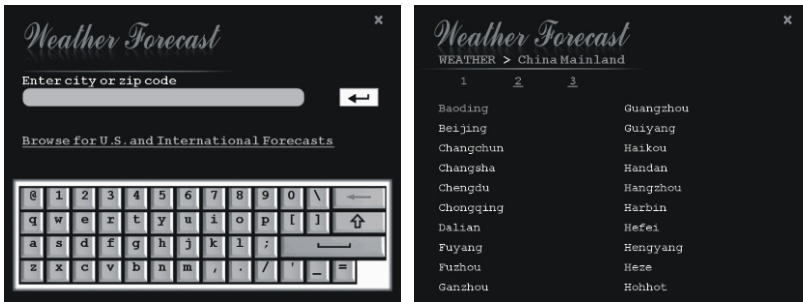 Weather Forecast
×
Enter city or zip code
Browse for U.S. and International Forecasts
@ 1 2 3 4 5 6 7 8 9 0 \
q w e r t y u i o p [ ]
a s d f g h j k l ;
z x c v b n m , . / ' _ =
Weather Forecast
×
WEATHER > China Mainland
1 2 3
Baoding
Beijing
Changchun
Changsha
Chengdu
Chongqing
Dalian
Fuyang
Fuzhou
Ganzhou
Guangzhou
Guiyang
Haikou
Handan
Hangzhou
Harbin
Hefei
Hengyang
Heze
Hohhot